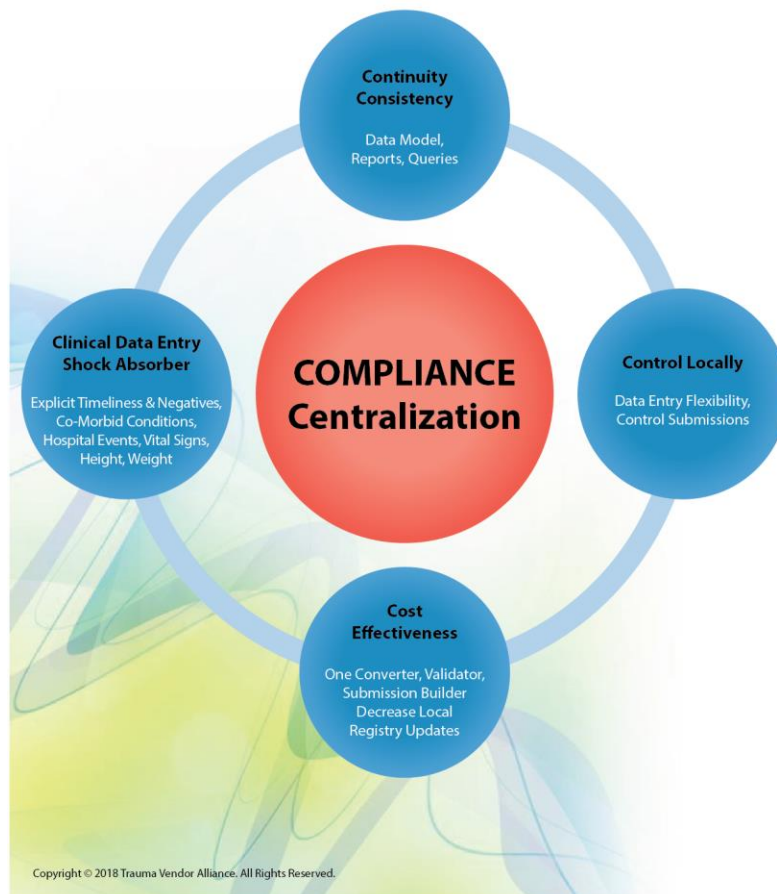 Continuity
Consistency
Data Model,
Reports, Queries
Clinical Data Entry
Shock Absorber
Explicit Timeliness & Negatives,
Co-Morbid Conditions,
Hospital Events, Vital Signs,
Height, Weight
COMPLIANCE
Centralization
Control Locally
Data Entry Flexibility,
Control Submissions
Cost
Effectiveness
One Converter, Validator,
Submission Builder
Decrease Local
Registry Updates
Copyright © 2018 Trauma Vendor Alliance. All Rights Reserved.